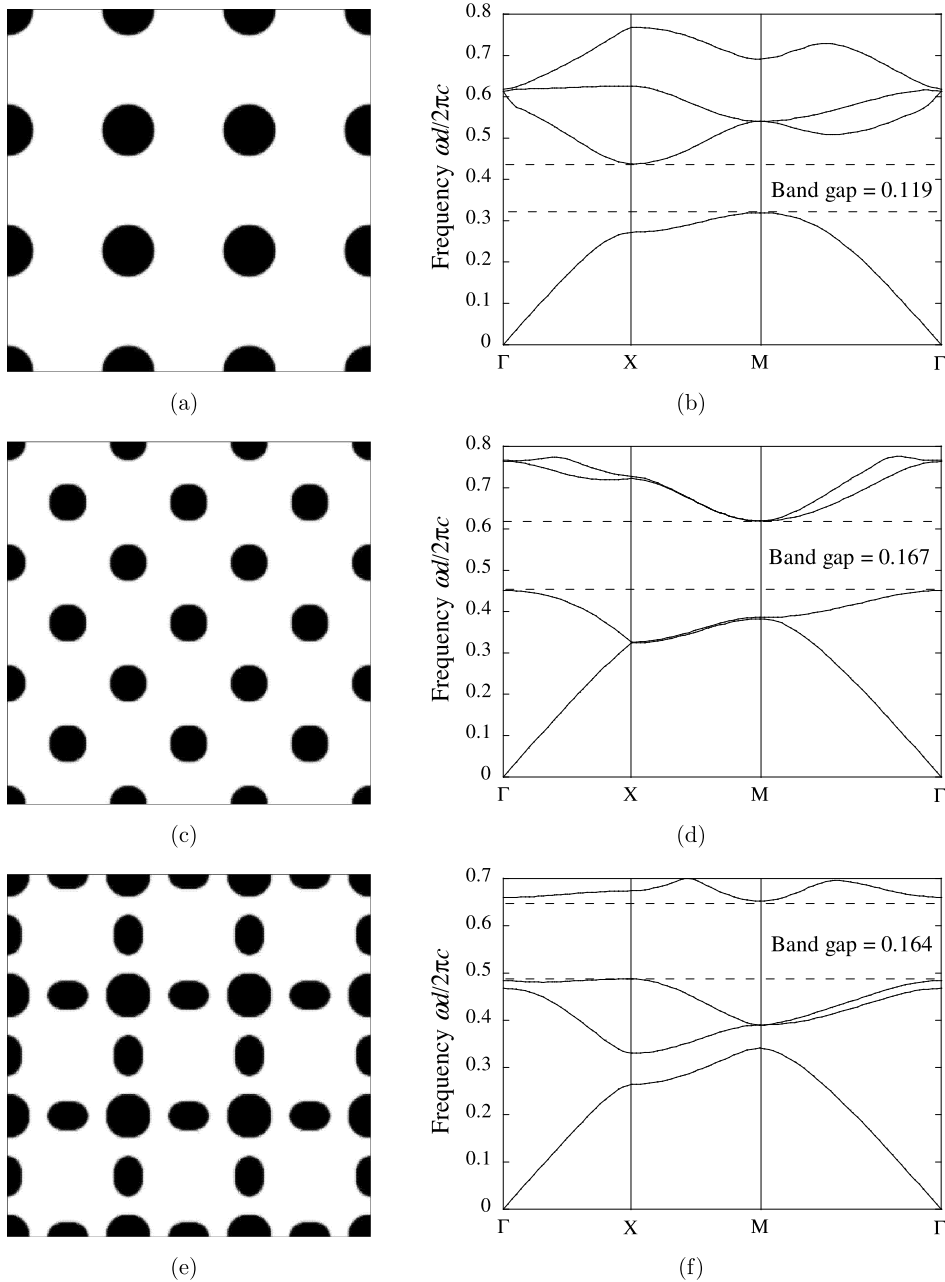 0.8
0.7
0.6
0.5
0.4
0.3
0.2
0.1
0
Frequency ωd/2πc
Band gap = 0.119
Γ X M Γ
(a) (b)
0.8
0.7
0.6
0.5
0.4
0.3
0.2
0.1
0
Frequency ωd/2πc
Band gap = 0.167
Γ X M Γ
(c) (d)
0.7
0.6
0.5
0.4
0.3
0.2
0.1
0
Frequency ωd/2πc
Band gap = 0.164
Γ X M Γ
(e) (f)